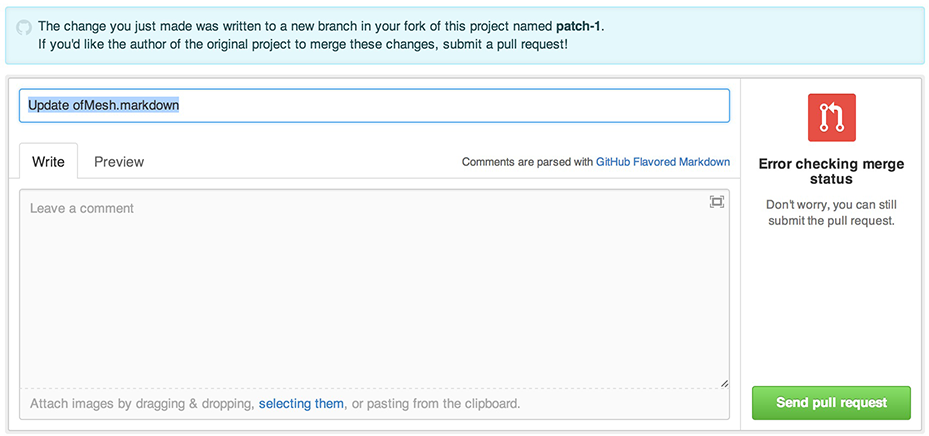 The change you just made was written to a new branch in your fork of this project named patch-1.
If you'd like the author of the original project to merge these changes, submit a pull request!
Update ofMesh.markdown
Write
Preview
Comments are parsed with GitHub Flavored Markdown
Leave a comment
Attach images by dragging & dropping, selecting them, or pasting from the clipboard.
Error checking merge
status
Don't worry, you can still
submit the pull request.
Send pull request